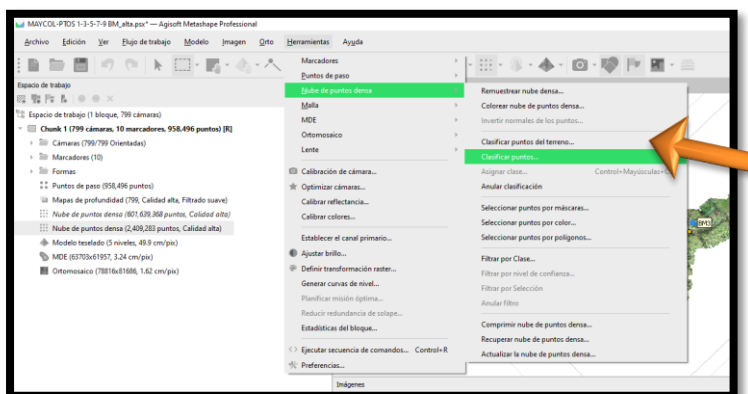 MAYCOL-PTOS 1-3-5-7-9 BM_alta.psx* — Agisoft Metashape Professional
Archivo Edición Ver Flujo de trabajo Modelo Imagen Orto Herramientas Ayuda
Espacio de trabajo
Espacio de trabajo (1 bloque, 799 cámaras)
Chunk 1 (799 cámaras, 10 marcadores, 958,496 puntos) [R]
Cámaras (799/799 Orientadas)
Marcadores (10)
Formas
Puntos de paso (958,496 puntos)
Mapas de profundidad (799, Calidad alta, Filtrado suave)
Nube de puntos densa (601,639,368 puntos, Calidad alta)
Nube de puntos densa (2,409,283 puntos, Calidad alta)
Modelo teselado (5 niveles, 49.9 cm/pix)
MDE (63703x61957, 3.24 cm/pix)
Ortomosaico (78816x81686, 1.62 cm/pix)
Marcadores
Puntos de paso
Nube de puntos densa
Malla
MDE
Ortomosaico
Lente
Calibración de cámara...
Optimizar cámaras...
Calibrar reflectancia...
Calibrar colores...
Establecer el canal primario...
Ajustar brillo...
Definir transformación raster...
Generar curvas de nivel...
Planificar misión óptima...
Reducir redundancia de solape...
Estadísticas del bloque...
Ejecutar secuencia de comandos... Control+R
Preferencias...
Remuestrear nube densa...
Colorear nube de puntos densa...
Invertir normales de los puntos...
Clasificar puntos del terreno...
Clasificar puntos...
Asignar clase... Control+Mayúsculas+C
Anular clasificación
Seleccionar puntos por máscaras...
Seleccionar puntos por color...
Seleccionar puntos por polígonos...
Filtrar por Clase...
Filtrar por nivel de confianza...
Filtrar por Selección
Anular filtro
Comprimir nube de puntos densa...
Recuperar nube de puntos densa...
Actualizar la nube de puntos densa...
BM3
Imágenes